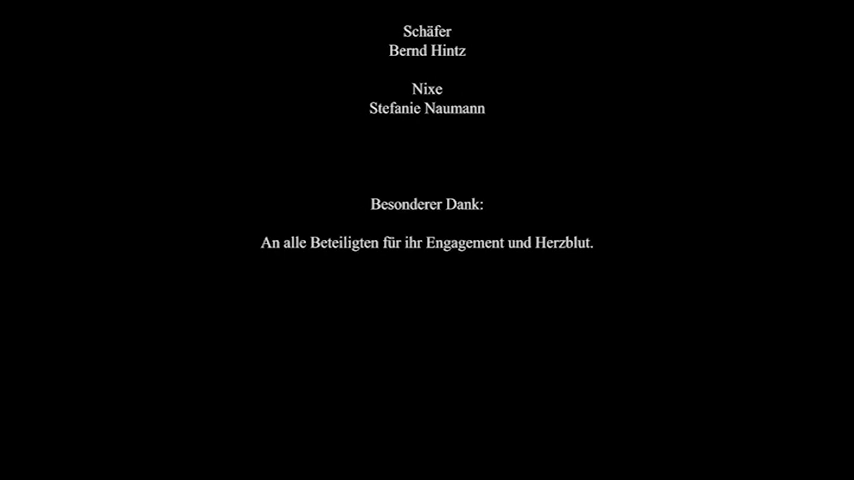 Schäfer
Bernd Hintz
Nixe
Stefanie Naumann
Besonderer Dank:
An alle Beteiligten für ihr Engagement und Herzblut.